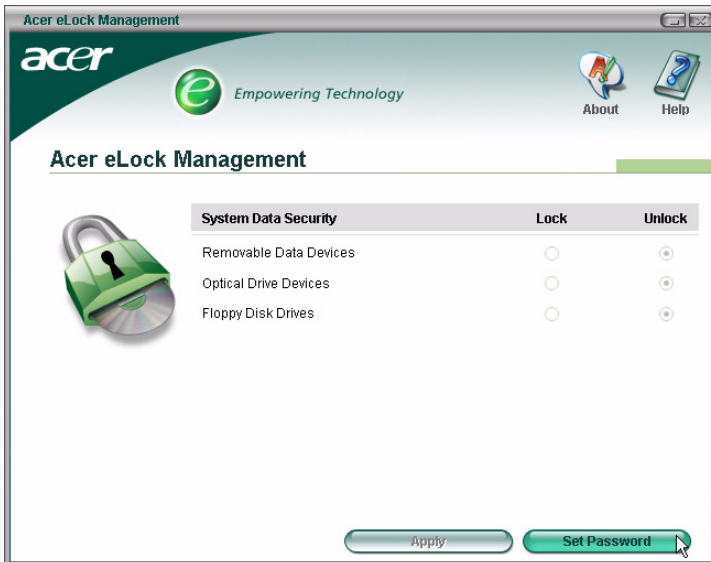 Acer eLock Management
acer
e Empowering Technology
About Help
Acer eLock Management
System Data Security Lock Unlock
Removable Data Devices
Optical Drive Devices
Floppy Disk Drives
Apply Set Password